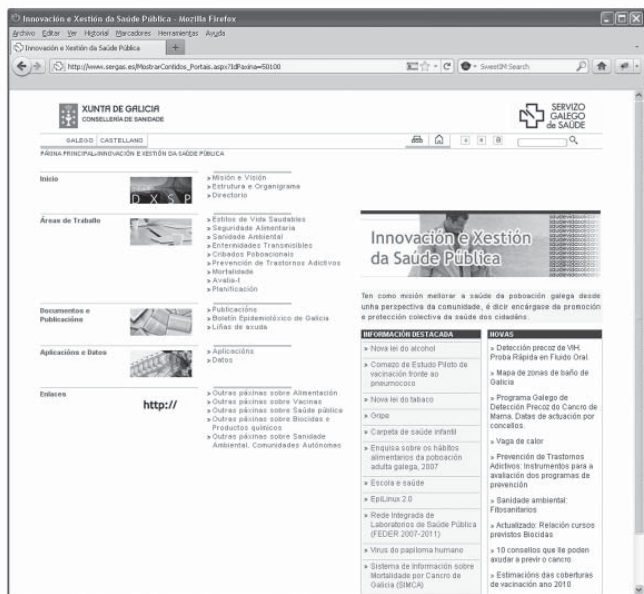 Innovación e Xestión da Saúde Pública - Mozilla Firefox
Archivo Editar Ver Historial Marcadores Herramientas Ayuda
Innovación e Xestión da Saúde Pública
http://www.sergas.es/MostrarContidos_Portais.aspx?IdPaxina=50100
SweetIM Search
XUNTA DE GALICIA
CONSELLERÍA DE SANIDADE
SERVIZO
GALEGO
de SAÚDE
GALEGO CASTELLANO
PÁXINA PRINCIPAL»INNOVACIÓN E XESTIÓN DA SAÚDE PÚBLICA
Inicio
D X S P
» Misión e Visión
» Estrutura e Organigrama
» Directorio
Áreas de Traballo
» Estilos de Vida Saudables
» Seguridade Alimentaria
» Sanidade Ambiental
» Enfermidades Transmisibles
» Cribados Poboacionais
» Prevención de Trastornos Adictivos
» Mortalidade
» Avalía-t
» Planificación
Documentos e
Publicacións
» Publicacións
» Boletín Epidemiolóxico de Galicia
» Liñas de axuda
Aplicacións e Datos
» Aplicacións
» Datos
Enlaces
http://
» Outras páxinas sobre Alimentación
» Outras páxinas sobre Vacinas
» Outras páxinas sobre Saúde pública
» Outras páxinas sobre Biocidas e
Productos químicos
» Outras páxinas sobre Sanidade
Ambiental. Comunidades Autónomas
Innovación e Xestión
da Saúde Pública
Ten como misión mellorar a saúde da poboación galega desde
unha perspectiva da comunidade, é dicir encárgase da promoción
e protección colectiva da saúde dos cidadáns.
INFORMACIÓN DESTACADA
» Nova lei do alcohol
» Comezo de Estudo Piloto de
vacinación fronte ao
pneumococo
» Nova lei do tabaco
» Gripe
» Carpeta de saúde infantil
» Enquisa sobre os hábitos
alimentarios da poboación
adulta galega, 2007
» Escola e saúde
» EpiLinux 2.0
» Rede Integrada de
Laboratorios de Saúde Pública
(FEDER 2007-2011)
» Virus do papiloma humano
» Sistema de Información sobre
Mortalidade por Cancro de
Galicia (SIMCA)
NOVAS
» Detección precoz da VIH.
Proba Rápida en Fluido Oral.
» Mapa de zonas de baño de
Galicia
» Programa Galego de
Detección Precoz do Cancro de
Mama. Datas de actuación por
concellos.
» Vaga de calor
» Prevención de Trastornos
Adictivos: Instrumentos para a
avaliación dos programas de
prevención
» Sanidade ambiental:
Fitosanitarios
» Actualizado: Relación cursos
previstos Biocidas
» 10 consellos que lle poden
axudar a previr o cancro
» Estimacións das coberturas
de vacinación ano 2010